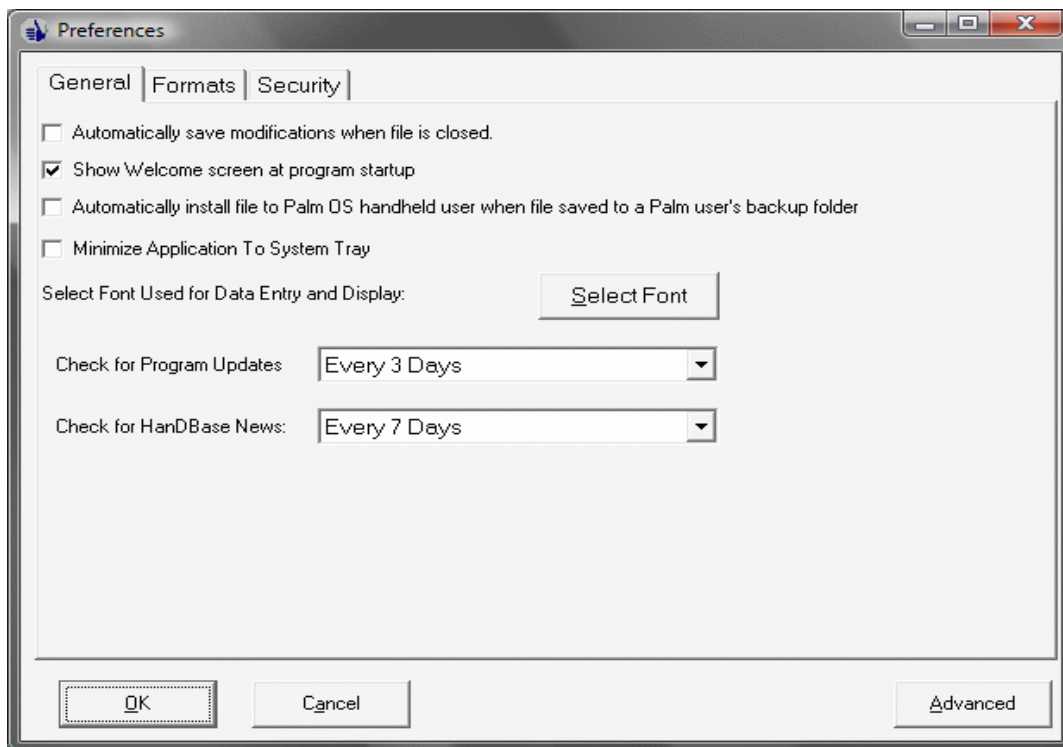 Preferences
General Formats Security
Automatically save modifications when file is closed.
Show Welcome screen at program startup
Automatically install file to Palm OS handheld user when file saved to a Palm user's backup folder
Minimize Application To System Tray
Select Font Used for Data Entry and Display: Select Font
Check for Program Updates Every 3 Days
Check for HanDBase News: Every 7 Days
OK Cancel Advanced